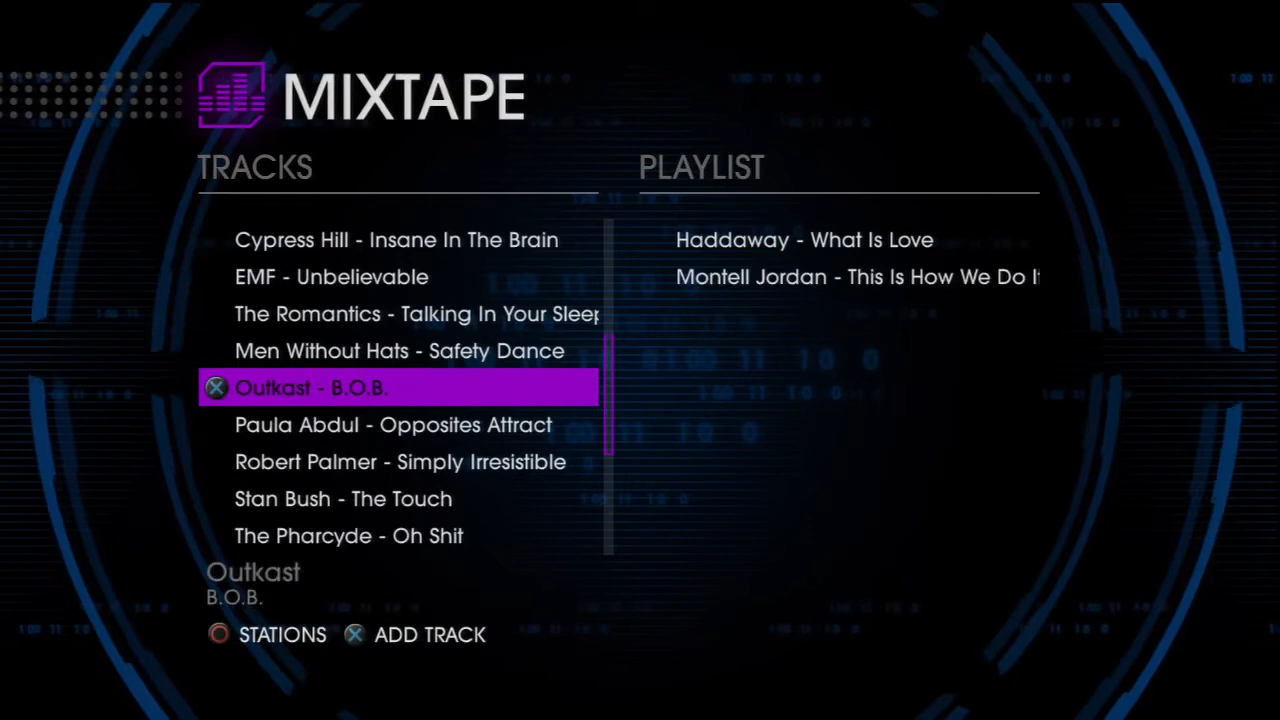 MIXTAPE
TRACKS
Cypress Hill - Insane In The Brain
EMF - Unbelievable
The Romantics - Talking In Your Sleep
Men Without Hats - Safety Dance
Outkast - B.O.B.
Paula Abdul - Opposites Attract
Robert Palmer - Simply Irresistible
Stan Bush - The Touch
The Pharcyde - Oh Shit
Outkast
B.O.B.
STATIONS ADD TRACK
PLAYLIST
Haddaway - What Is Love
Montell Jordan - This Is How We Do It